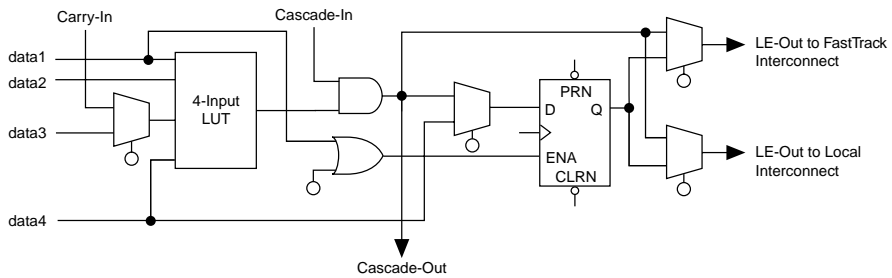 Carry-In
Cascade-In
data1
data2
data3
data4
4-Input
LUT
PRN
D
Q
ENA
CLRN
LE-Out to FastTrack
Interconnect
LE-Out to Local
Interconnect
Cascade-Out